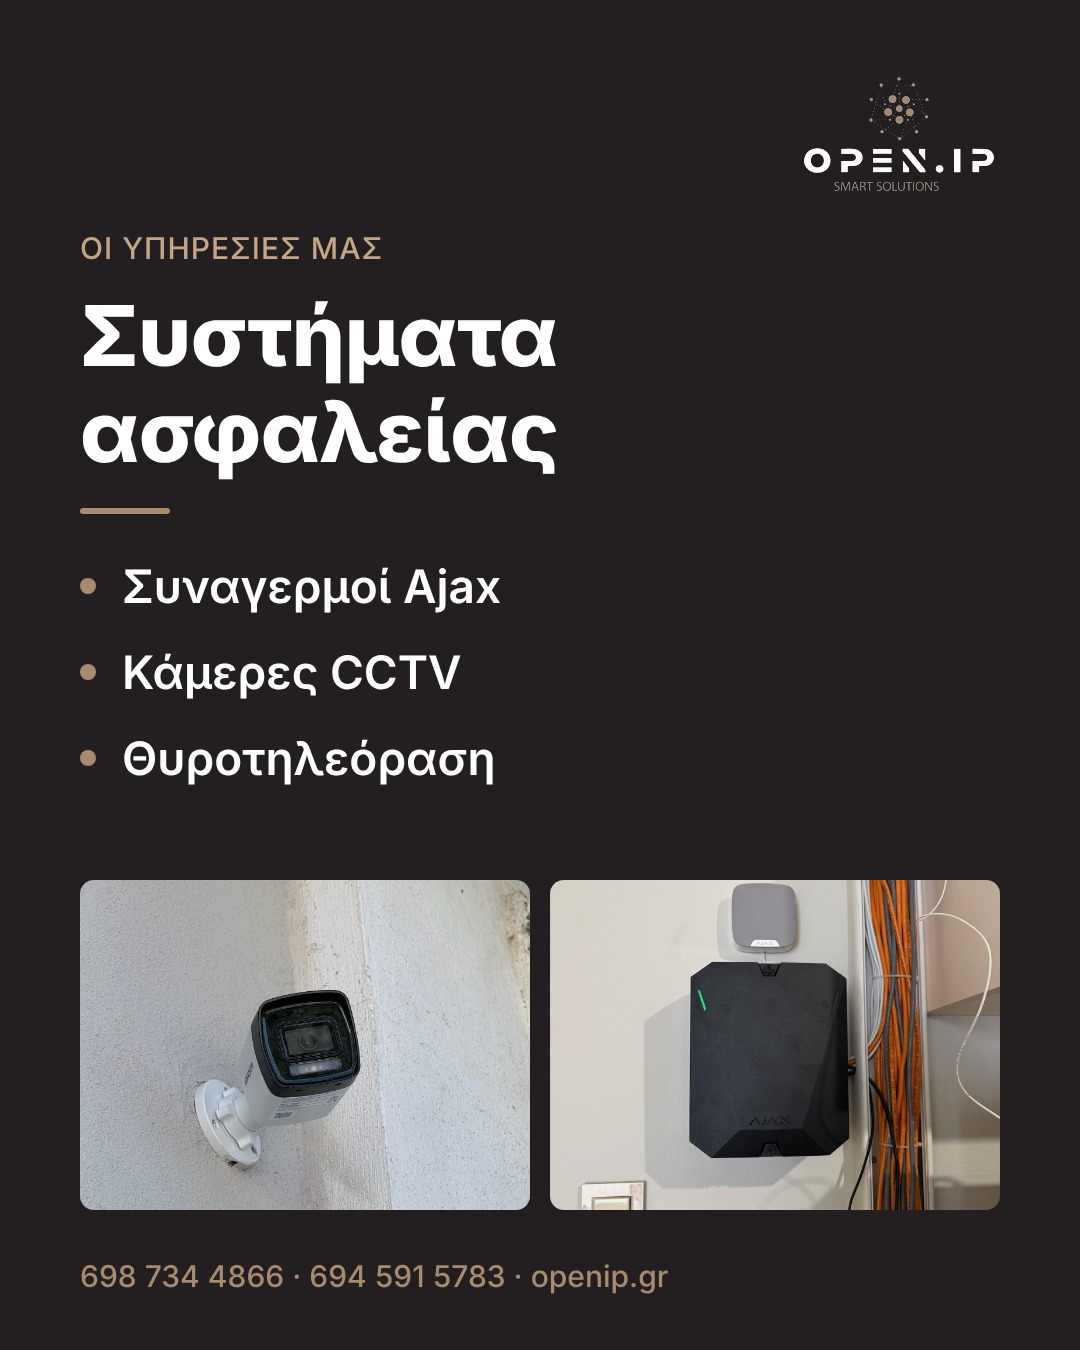 OPEN.IP
SMART SOLUTIONS
ΟΙ ΥΠΗΡΕΣΙΕΣ ΜΑΣ
Συστήματα
ασφαλείας
Συναγερμοί Ajax
Κάμερες CCTV
Θυροτηλεόραση
AJAX
AJAX
698 734 4866 · 694 591 5783 · openip.gr